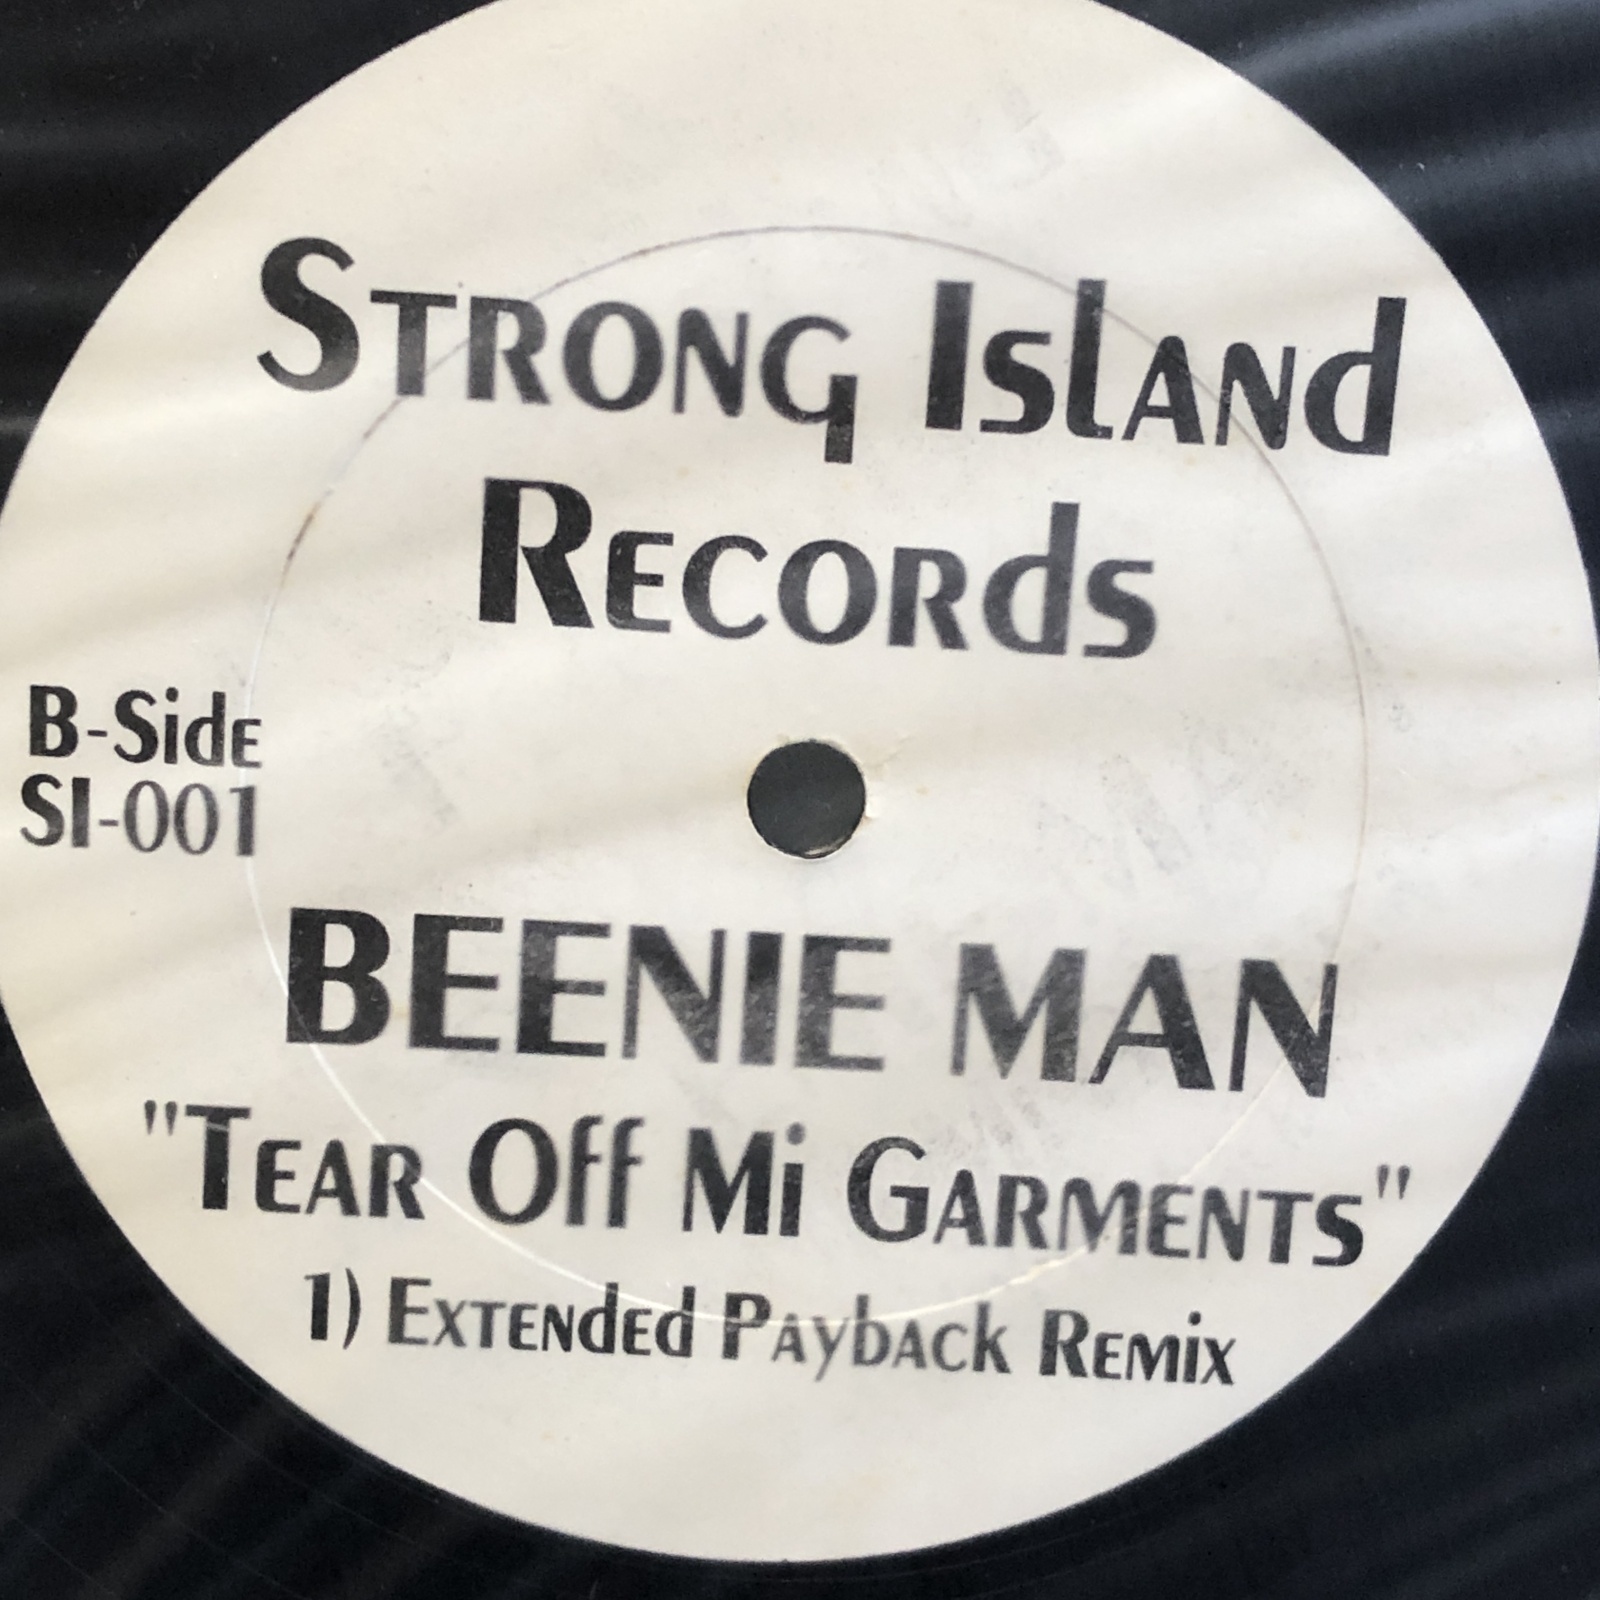 Strong Island
Records
B-Side
SI-001
BEENIE MAN
"Tear Off Mi Garments"
1) Extended Payback Remix